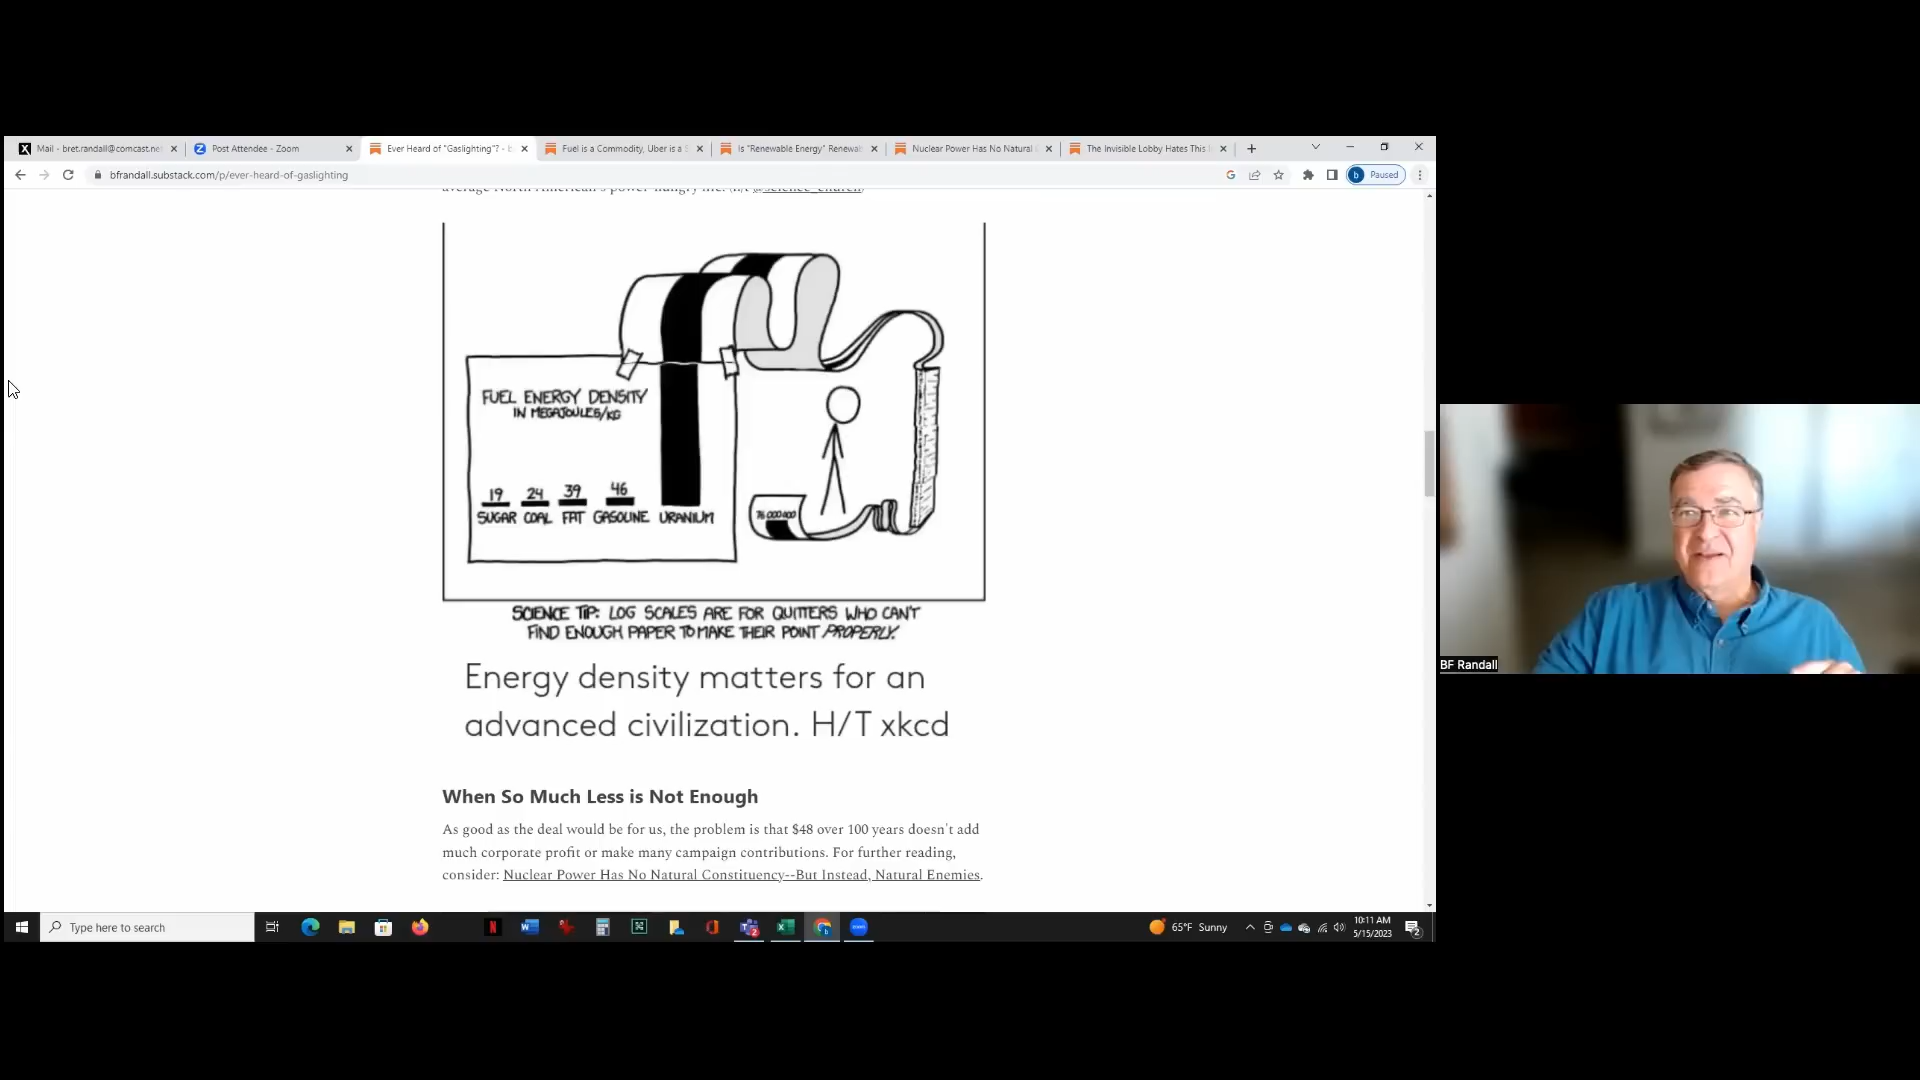 Mail - bret.randall@comcast.ne
Post Attendee - Zoom
Ever Heard of "Gaslighting"? - b
Fuel is a Commodity, Uber is a S
Is "Renewable Energy" Renewa
Nuclear Power Has No Natural
The Invisible Lobby Hates This
bfrandall.substack.com/p/ever-heard-of-gaslighting
b Paused
FUEL ENERGY DENSITY
IN MEGAJOULES/KG
19 24 39 46
SUGAR COAL FAT GASOLINE URANIUM
76 000 000
SCIENCE TIP: LOG SCALES ARE FOR QUITTERS WHO CAN'T
FIND ENOUGH PAPER TO MAKE THEIR POINT PROPERLY.
Energy density matters for an
advanced civilization. H/T xkcd
When So Much Less is Not Enough
As good as the deal would be for us, the problem is that $48 over 100 years doesn't add
much corporate profit or make many campaign contributions. For further reading,
consider: Nuclear Power Has No Natural Constituency--But Instead, Natural Enemies.
BF Randall
Type here to search
65°F Sunny
10:11 AM
5/15/2023